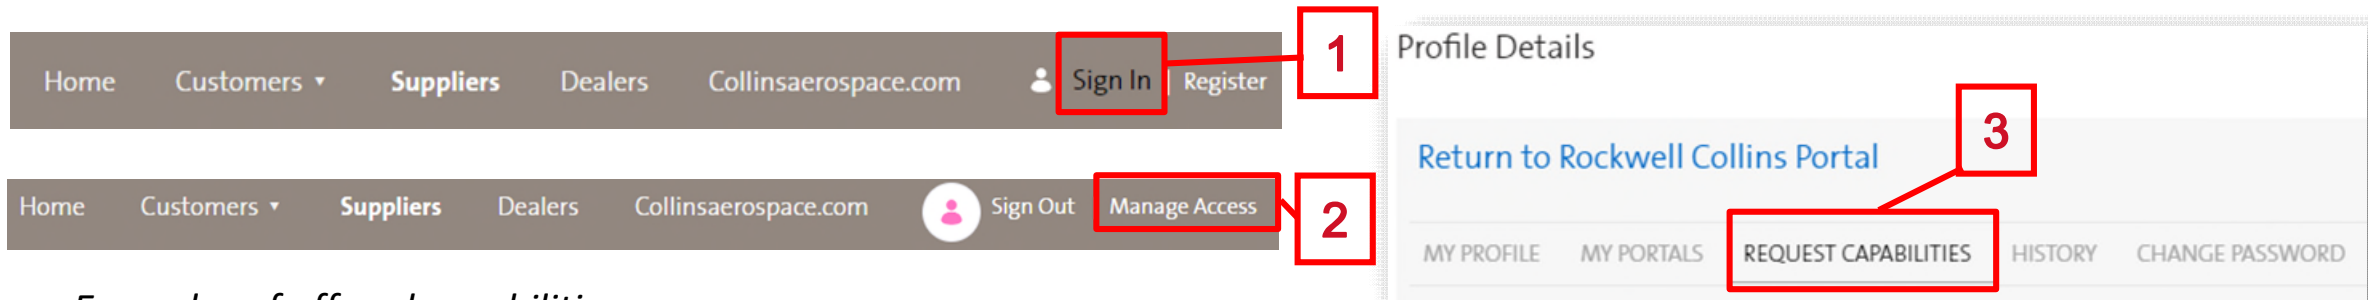 Home Customers ▾ Suppliers Dealers Collinsaerospace.com Sign In | Register
1
Home Customers ▾ Suppliers Dealers Collinsaerospace.com Sign Out Manage Access
2
Profile Details
3
Return to Rockwell Collins Portal
MY PROFILE MY PORTALS REQUEST CAPABILITIES HISTORY CHANGE PASSWORD